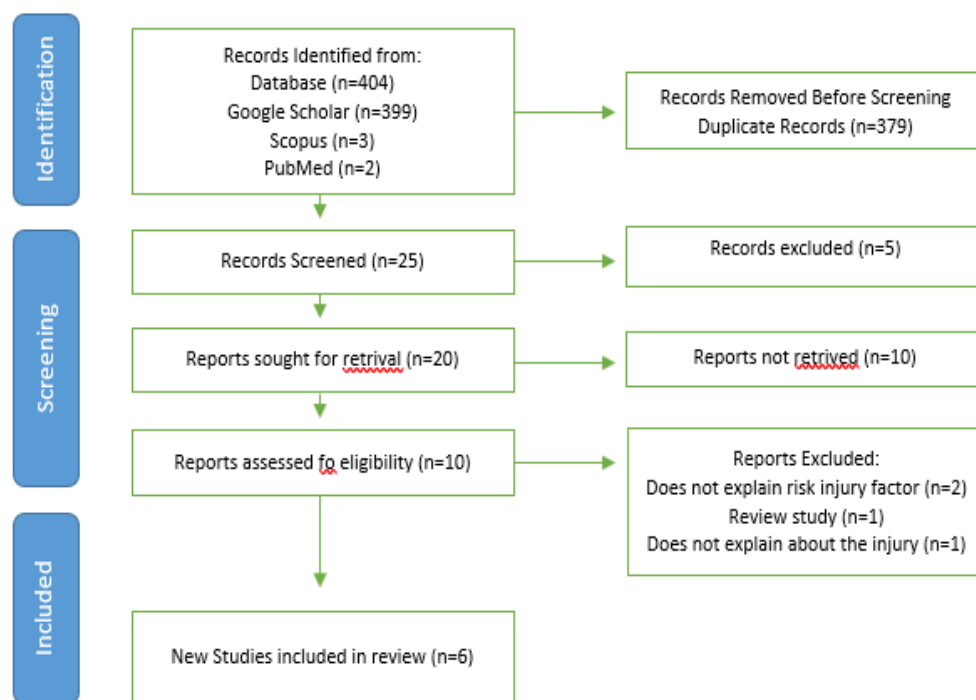 Identification
Records Identified from:
Database (n=404)
Google Scholar (n=399)
Scopus (n=3)
PubMed (n=2)
Records Removed Before Screening
Duplicate Records (n=379)
Screening
Records Screened (n=25)
Records excluded (n=5)
Reports sought for retrival (n=20)
Reports not retrived (n=10)
Reports assessed fo eligibility (n=10)
Reports Excluded:
Does not explain risk injury factor (n=2)
Review study (n=1)
Does not explain about the injury (n=1)
Included
New Studies included in review (n=6)